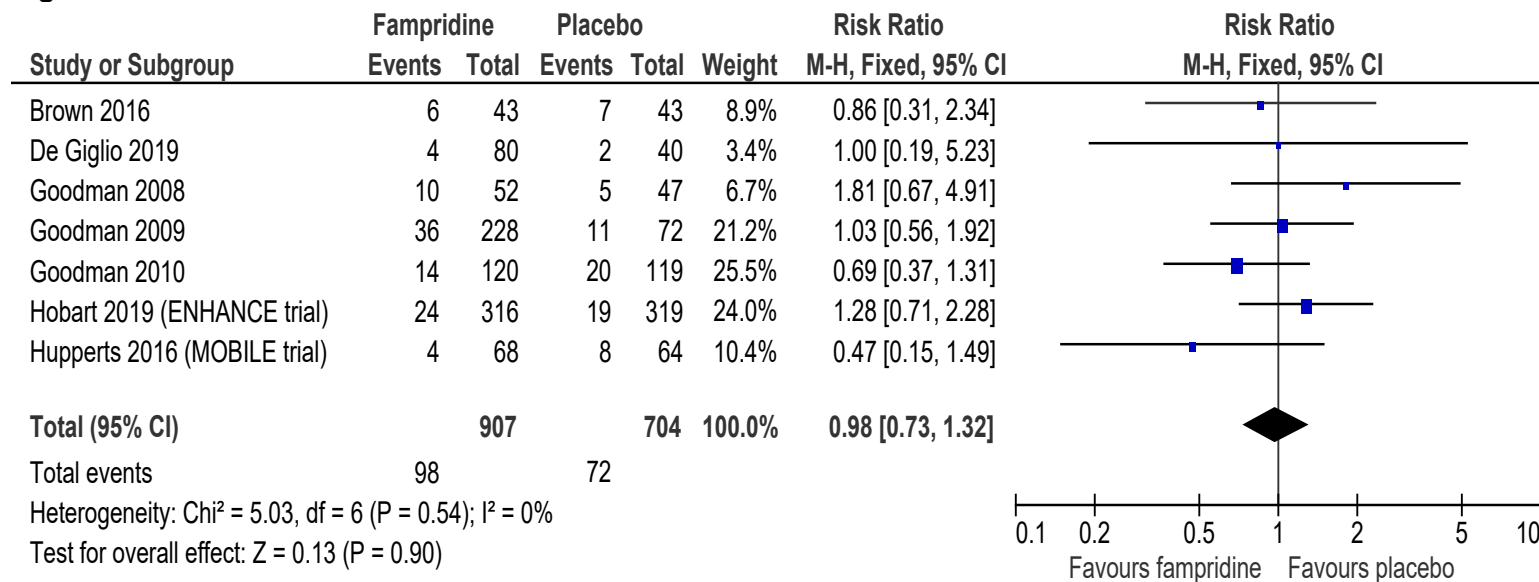 Fampridine Placebo Risk Ratio Risk Ratio
Study or Subgroup Events Total Events Total Weight M-H, Fixed, 95% CI M-H, Fixed, 95% CI
Brown 2016 6 43 7 43 8.9% 0.86 [0.31, 2.34]
De Giglio 2019 4 80 2 40 3.4% 1.00 [0.19, 5.23]
Goodman 2008 10 52 5 47 6.7% 1.81 [0.67, 4.91]
Goodman 2009 36 228 11 72 21.2% 1.03 [0.56, 1.92]
Goodman 2010 14 120 20 119 25.5% 0.69 [0.37, 1.31]
Hobart 2019 (ENHANCE trial) 24 316 19 319 24.0% 1.28 [0.71, 2.28]
Hupperts 2016 (MOBILE trial) 4 68 8 64 10.4% 0.47 [0.15, 1.49]
Total (95% CI) 907 704 100.0% 0.98 [0.73, 1.32]
Total events 98 72
Heterogeneity: Chi² = 5.03, df = 6 (P = 0.54); I² = 0%
Test for overall effect: Z = 0.13 (P = 0.90)
0.1 0.2 0.5 1 2 5 10
Favours fampridine Favours placebo